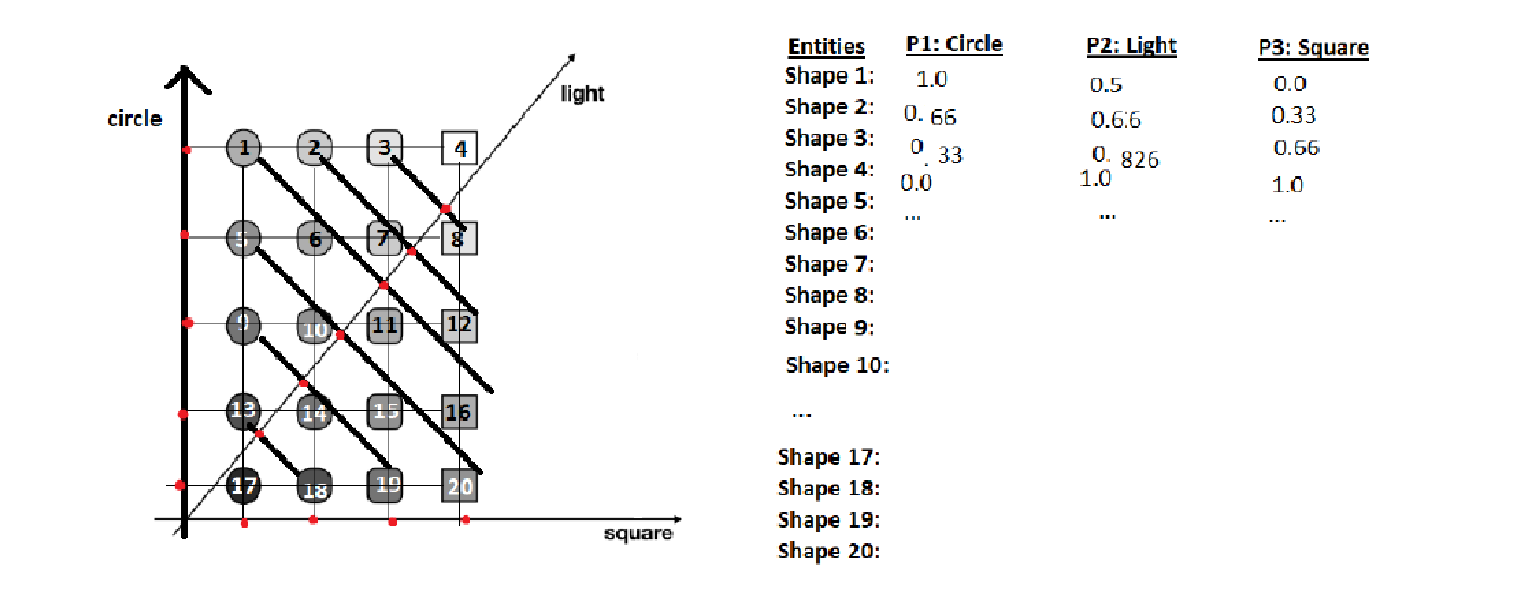 circle
light
1 2 3 4
5 6 7 8
9 10 11 12
13 14 15 16
17 18 19 20
square
Entities P1: Circle P2: Light P3: Square
Shape 1: 1.0 0.5 0.0
Shape 2: 0.66 0.66 0.33
Shape 3: 0.33 0.826 0.66
Shape 4: 0.0 1.0 1.0
Shape 5: ... ... ...
Shape 6:
Shape 7:
Shape 8:
Shape 9:
Shape 10:
...
Shape 17:
Shape 18:
Shape 19:
Shape 20: